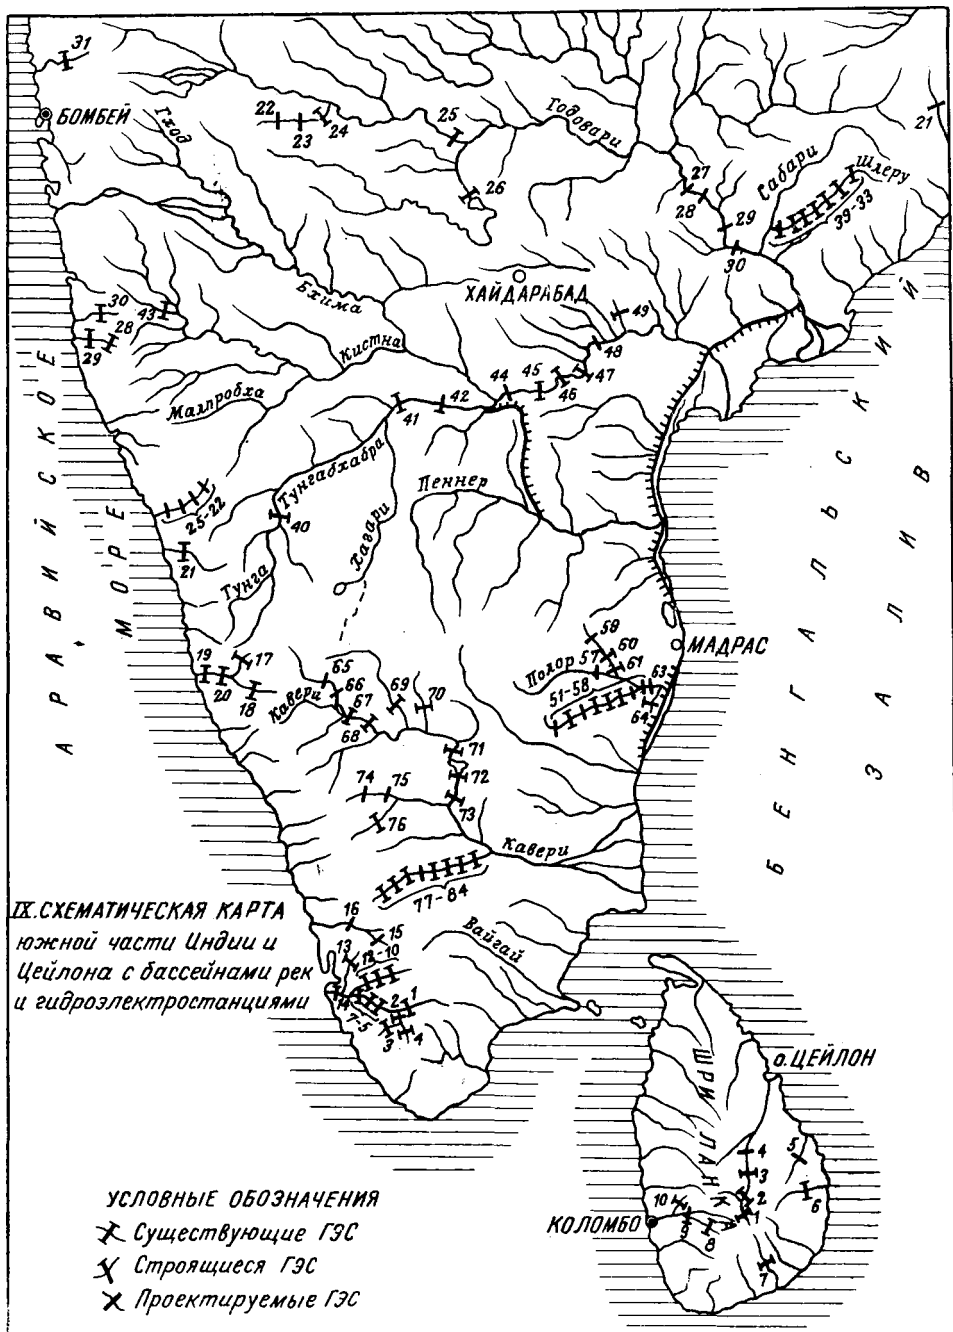 31
БОМБЕЙ
Гход
22
23
24
25
26
Годовари
27
28
29
30
Сабари
Шлеру
39-33
21
ХАЙДАРАБАД
Бхима
Кистна
30
43
28
29
49
48
47
46
45
44
42
41
Малпробха
Тунгабхабра
40
Хагари
Пеннер
25-22
21
Тунга
АРАВИЙСКОЕ
МОРЕ
БЕНГАЛЬСКИЙ
ЗАЛИВ
19
20
17
18
Кавери
65
66
67
68
69
70
71
72
73
74
75
76
59
60
57
61
Полор
51-58
63
64
МАДРАС
Кавери
77-84
16
15
13
12-10
14
7-5
2
1
3
4
Вайгай
IX. СХЕМАТИЧЕСКАЯ КАРТА
южной части Индии и
Цейлона с бассейнами рек
и гидроэлектростанциями
о. ЦЕЙЛОН
ШРИ ЛАНКА
4
3
2
1
5
6
7
8
9
10
КОЛОМБО
УСЛОВНЫЕ ОБОЗНАЧЕНИЯ
Существующие ГЭС
Строящиеся ГЭС
Проектируемые ГЭС